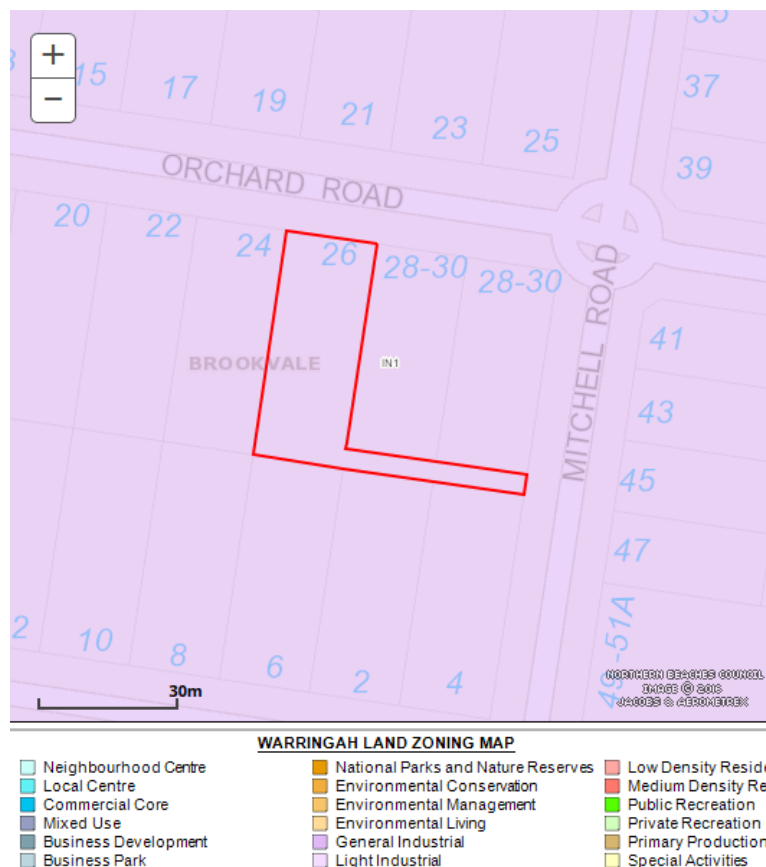 35
+
15
17
19
21
23
25
37
39
−
ORCHARD ROAD
20
22
24
26
28-30
28-30
MITCHELL ROAD
41
BROOKVALE
IN1
43
45
47
49-51A
2
10
8
6
2
4
30m
NORTHERN BEACHES COUNCIL
IMAGE © 2016
JACOBS © AEROMETREX
WARRINGAH LAND ZONING MAP
Neighbourhood Centre
National Parks and Nature Reserves
Low Density Reside
Local Centre
Environmental Conservation
Medium Density Re
Commercial Core
Environmental Management
Public Recreation
Mixed Use
Environmental Living
Private Recreation
Business Development
General Industrial
Primary Production
Business Park
Light Industrial
Special Activities